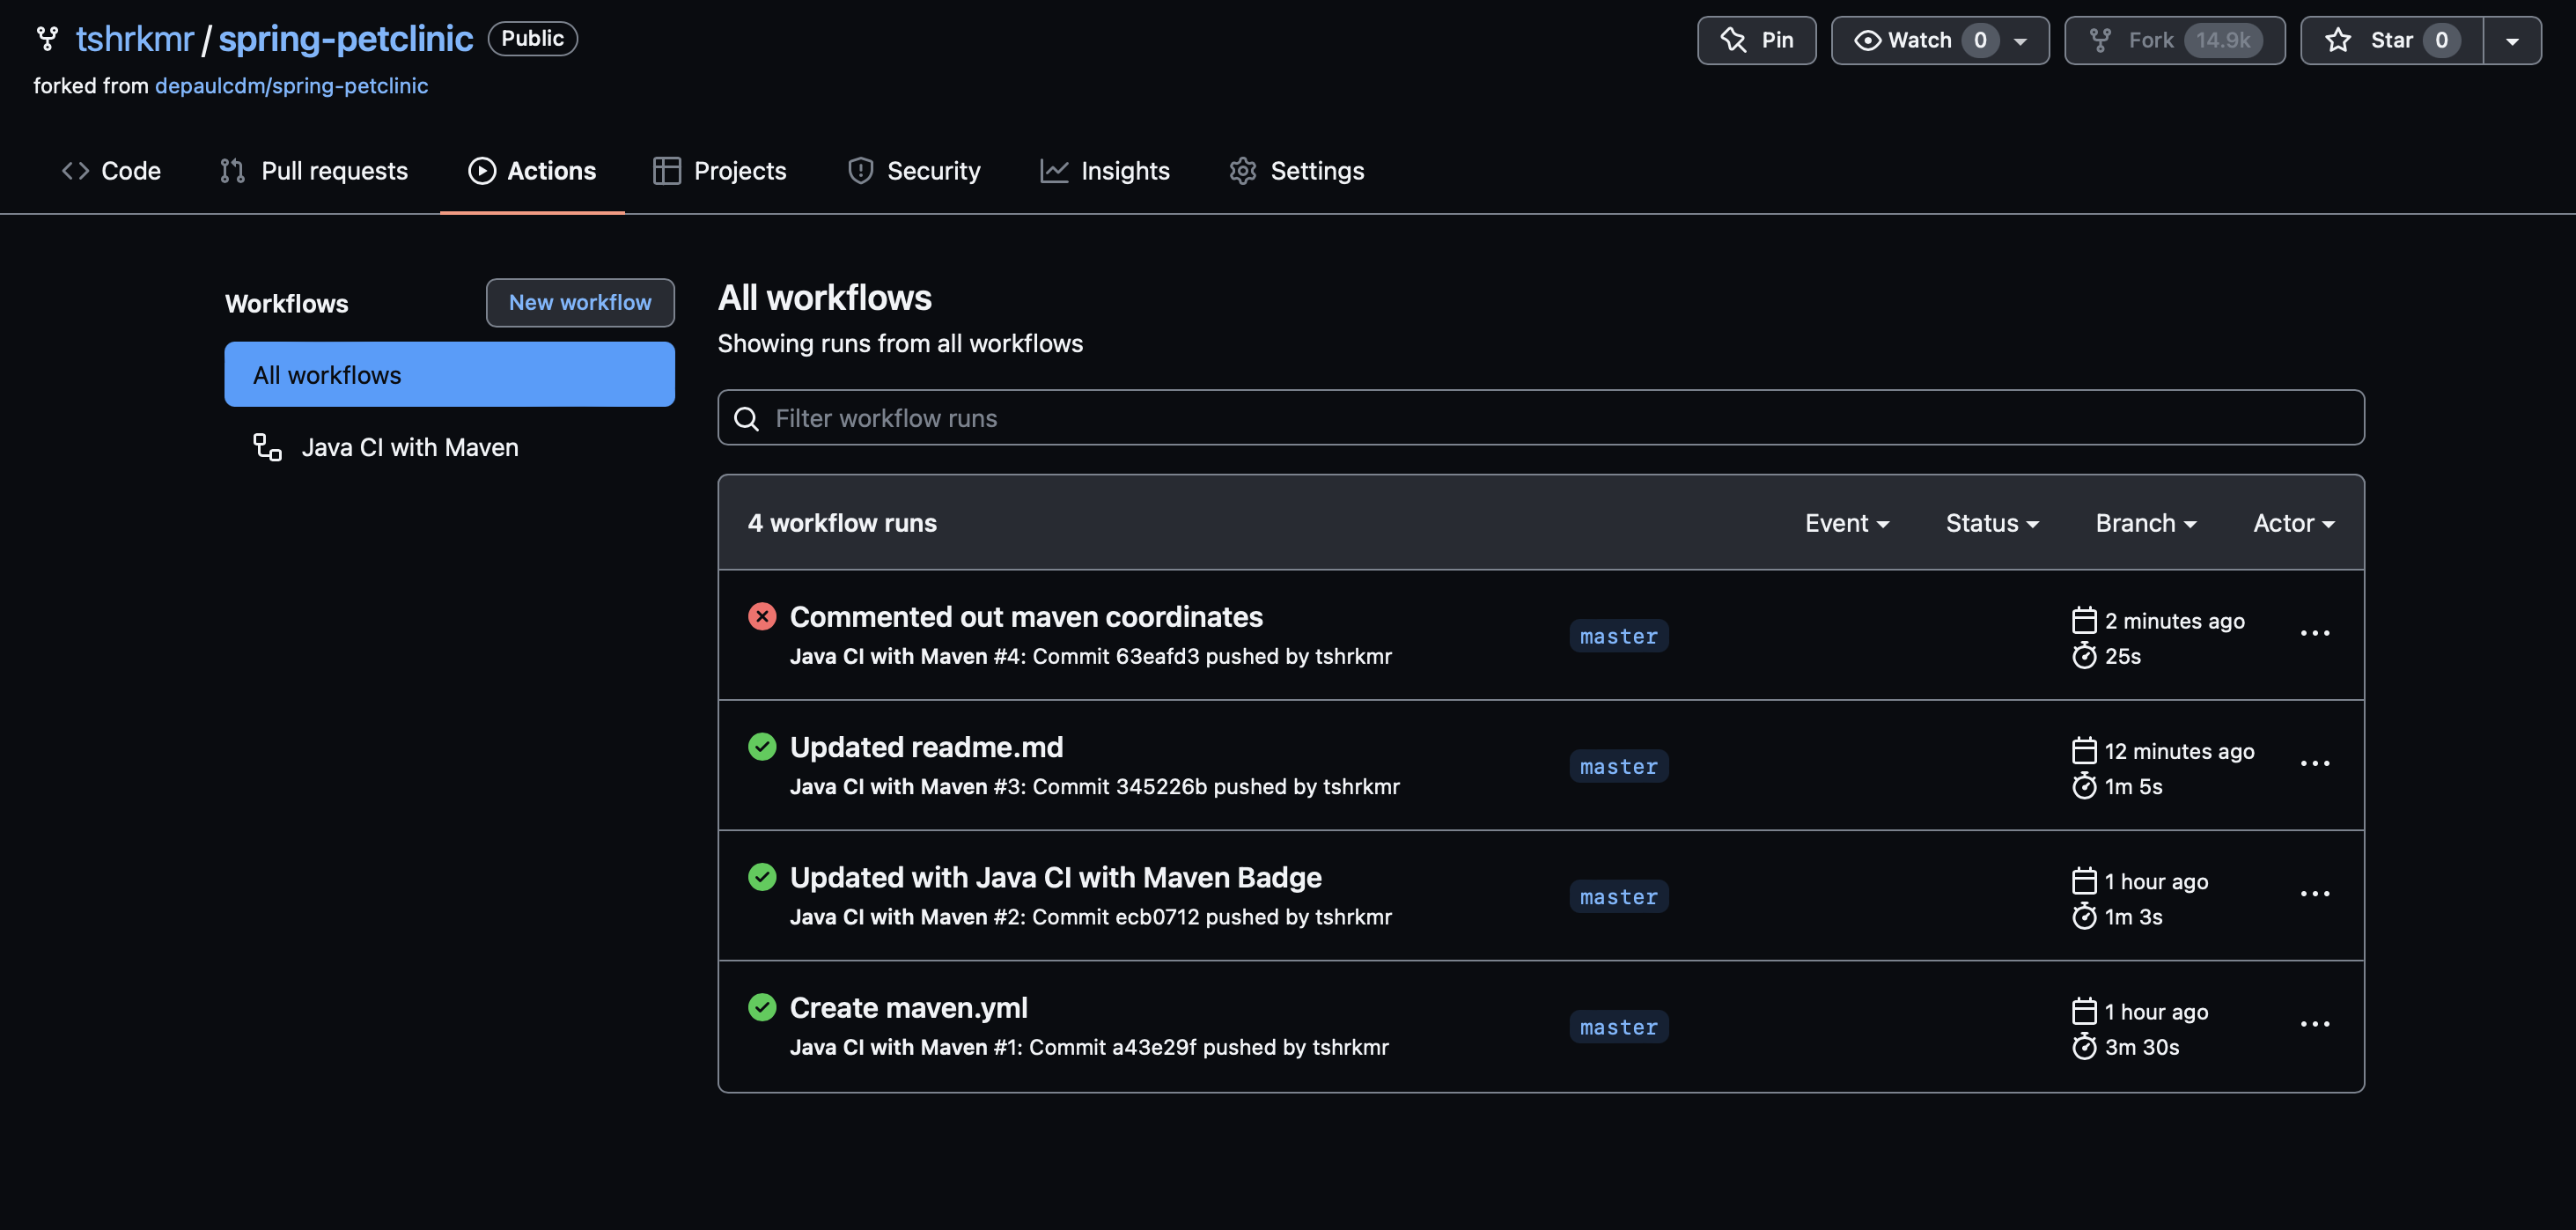 tshrkmr / spring-petclinic Public
Pin
Watch 0
Fork 14.9k
Star 0
forked from depaulcdm/spring-petclinic
Code
Pull requests
Actions
Projects
Security
Insights
Settings
Workflows
New workflow
All workflows
Java CI with Maven
All workflows
Showing runs from all workflows
Filter workflow runs
4 workflow runs
Event
Status
Branch
Actor
Commented out maven coordinates
Java CI with Maven #4: Commit 63eafd3 pushed by tshrkmr
master
2 minutes ago
25s
Updated readme.md
Java CI with Maven #3: Commit 345226b pushed by tshrkmr
master
12 minutes ago
1m 5s
Updated with Java CI with Maven Badge
Java CI with Maven #2: Commit ecb0712 pushed by tshrkmr
master
1 hour ago
1m 3s
Create maven.yml
Java CI with Maven #1: Commit a43e29f pushed by tshrkmr
master
1 hour ago
3m 30s